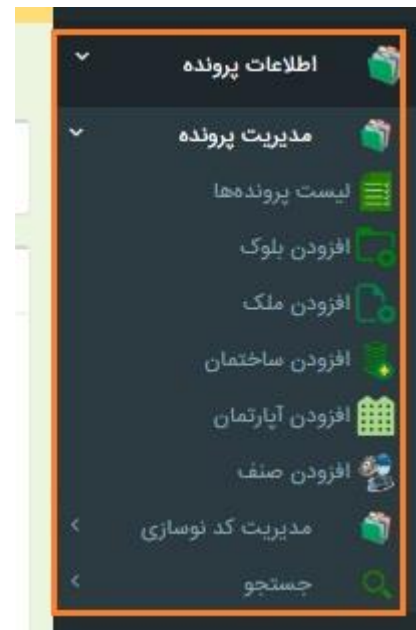 اطلاعات پرونده
مدیریت پرونده
لیست پرونده‌ها
افزودن بلوک
افزودن ملک
افزودن ساختمان
افزودن آپارتمان
افزودن صنف
مدیریت کد نوسازی
جستجو